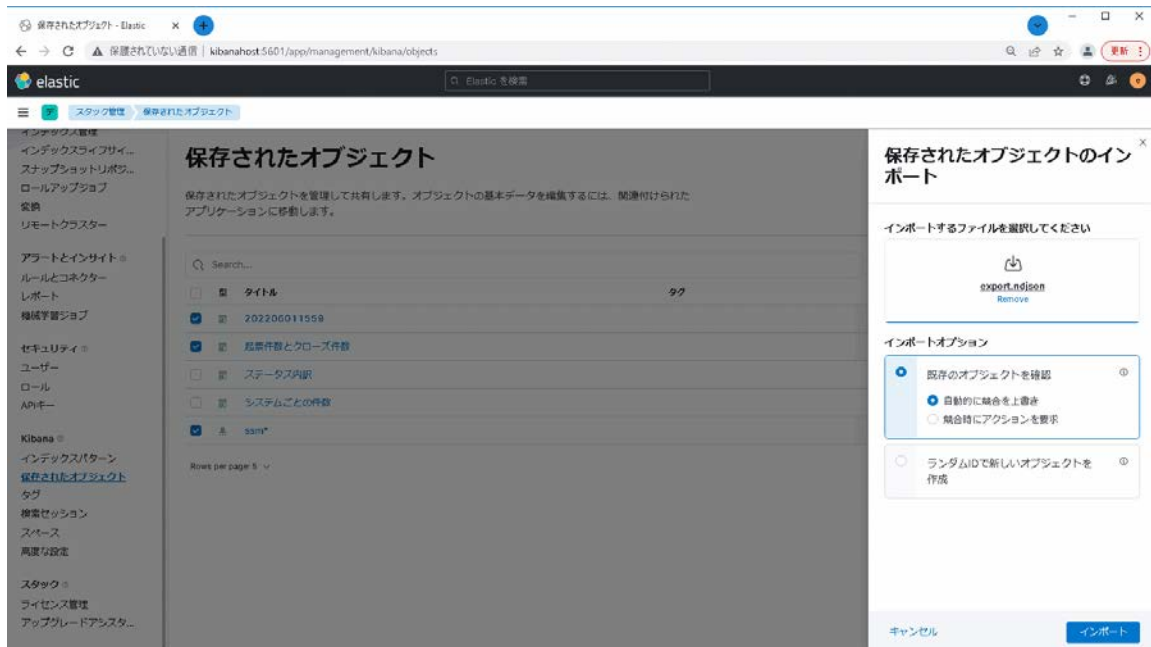 保存されたオブジェクト - Elastic
保護されていない通信 | kibanahost:5601/app/management/kibana/objects
更新
elastic
Elastic を検索
スタック管理
保存されたオブジェクト
インデックス管理
インデックスライフサイ...
スナップショットリポジ...
ロールアップジョブ
変換
リモートクラスター
アラートとインサイト
ルールとコネクター
レポート
機械学習ジョブ
セキュリティ
ユーザー
ロール
APIキー
Kibana
インデックスパターン
保存されたオブジェクト
タグ
検索セッション
スペース
高度な設定
スタック
ライセンス管理
アップグレードアシスタ...
保存されたオブジェクト
保存されたオブジェクトを管理して共有します。オブジェクトの基本データを編集するには、関連付けられた
アプリケーションに移動します。
Search...
型 タイトル タグ
202206011559
起票件数とクローズ件数
ステータス内訳
システムごとの件数
ssm*
Rows per page 5
保存されたオブジェクトのイン
ポート
インポートするファイルを選択してください
export.ndjson
Remove
インポートオプション
既存のオブジェクトを確認
自動的に競合を上書き
競合時にアクションを要求
ランダムIDで新しいオブジェクトを
作成
キャンセル
インポート